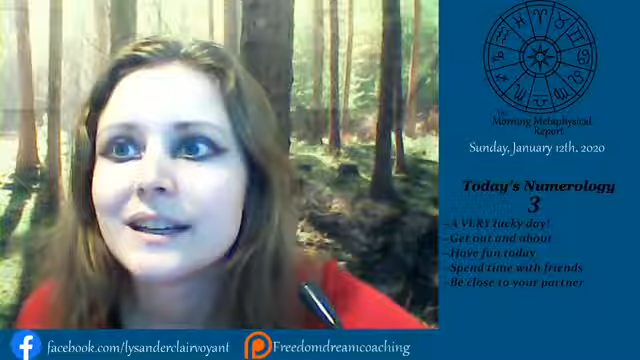 The
Morning Metaphysical
Report
Sunday, January 12th, 2020
Today's Numerology
3
-A VERY lucky day!
-Get out and about
-Have fun today
-Spend time with friends
-Be close to your partner
facebook.com/lysanderclairvoyant
Freedomdreamcoaching